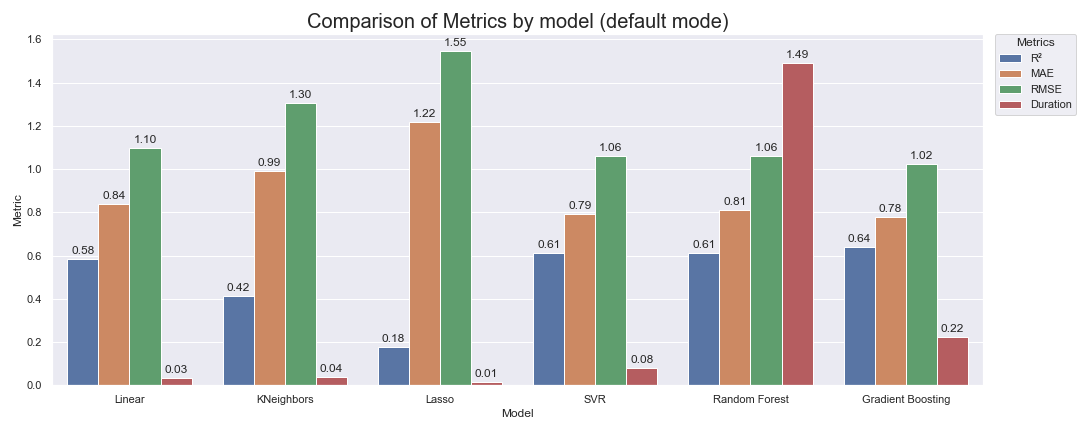 Comparison of Metrics by model (default mode)
Metrics
R²
MAE
RMSE
Duration
Metric
1.6
1.4
1.2
1.0
0.8
0.6
0.4
0.2
0.0
0.58
0.84
1.10
0.03
0.42
0.99
1.30
0.04
0.18
1.22
1.55
0.01
0.61
0.79
1.06
0.08
0.61
0.81
1.06
1.49
0.64
0.78
1.02
0.22
Linear
KNeighbors
Lasso
SVR
Random Forest
Gradient Boosting
Model